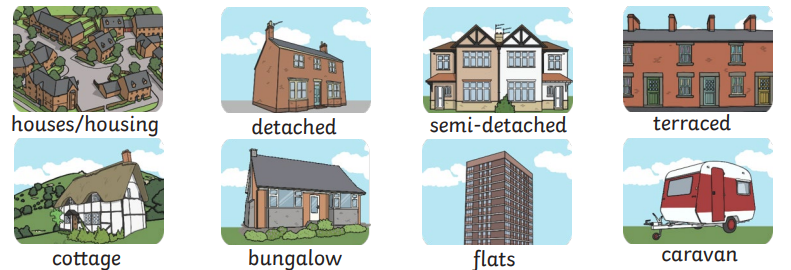 houses/housing
detached
semi-detached
terraced
cottage
bungalow
flats
caravan